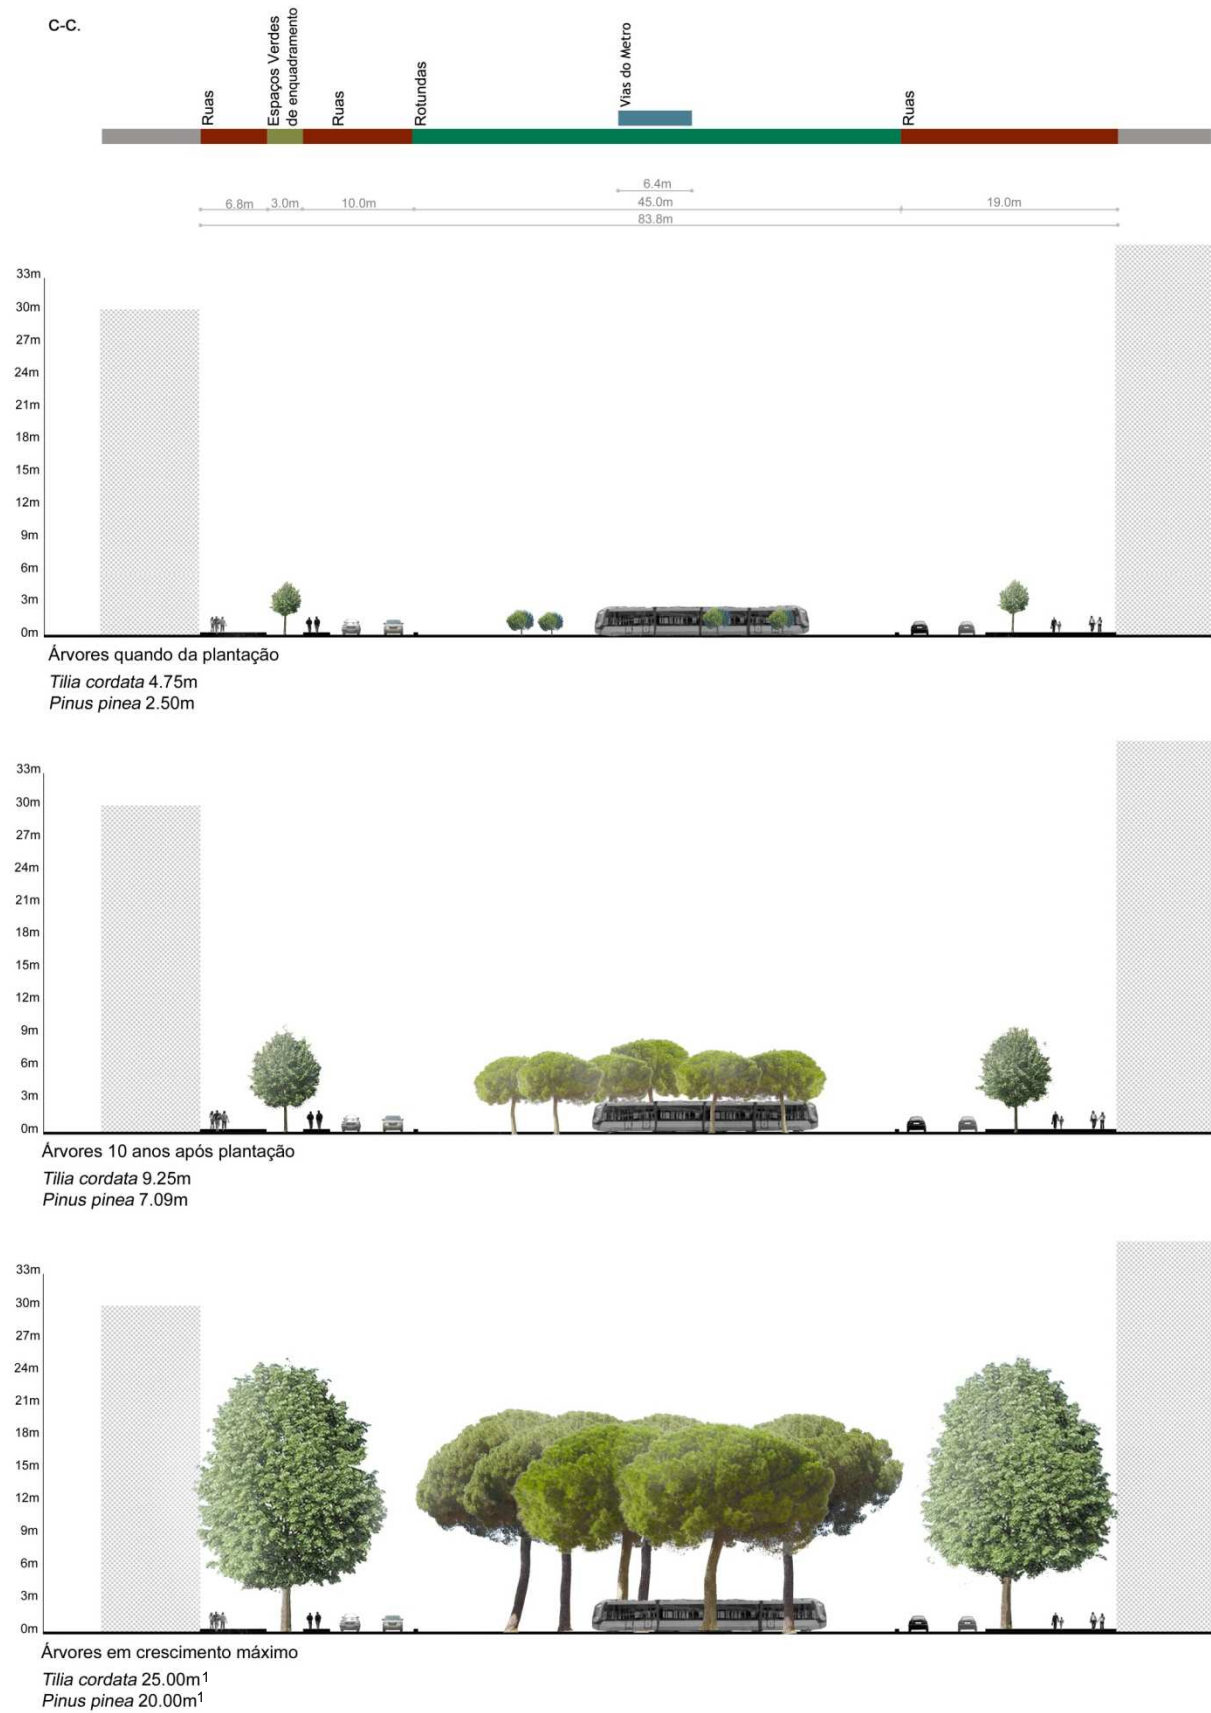 C-C.
Ruas
Espaços Verdes
de enquadramento
Ruas
Rotundas
Vias do Metro
Ruas
6.4m
6.8m 3.0m 10.0m 45.0m 19.0m
83.8m
33m
30m
27m
24m
21m
18m
15m
12m
9m
6m
3m
0m
Árvores quando da plantação
Tilia cordata 4.75m
Pinus pinea 2.50m
33m
30m
27m
24m
21m
18m
15m
12m
9m
6m
3m
0m
Árvores 10 anos após plantação
Tilia cordata 9.25m
Pinus pinea 7.09m
33m
30m
27m
24m
21m
18m
15m
12m
9m
6m
3m
0m
Árvores em crescimento máximo
Tilia cordata 25.00m¹
Pinus pinea 20.00m¹